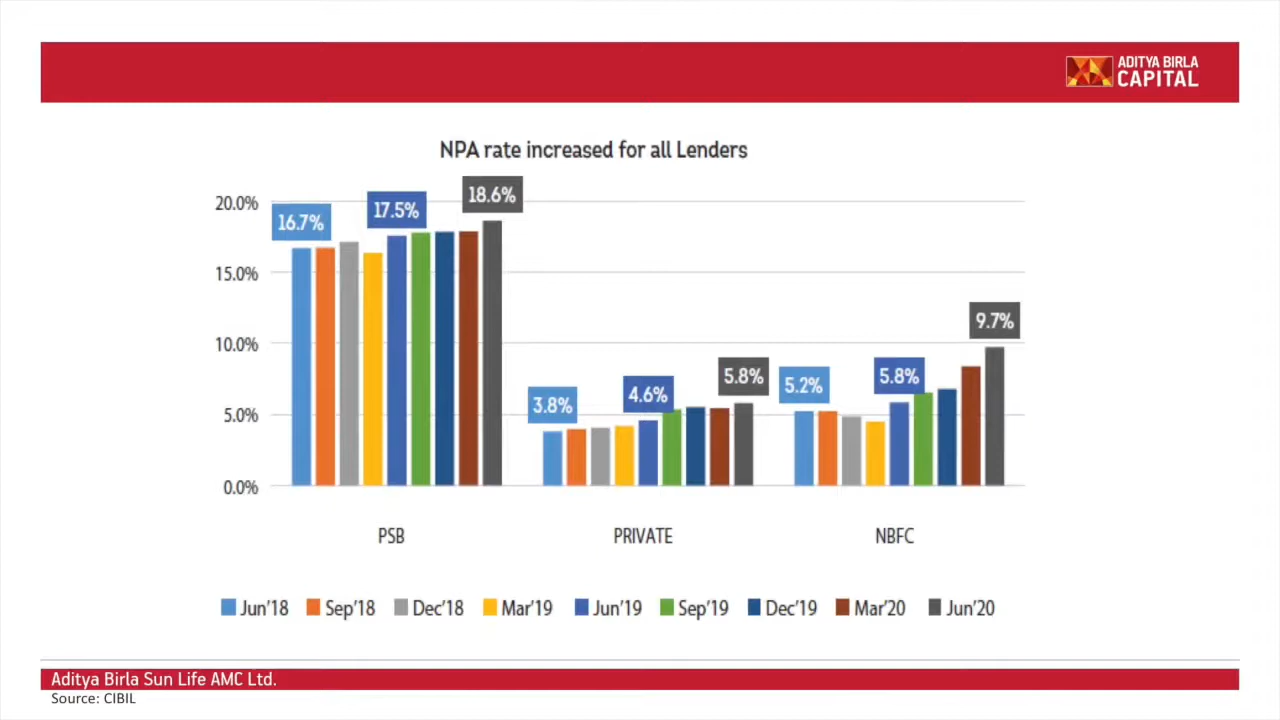 ADITYA BIRLA
CAPITAL
NPA rate increased for all Lenders
20.0%
15.0%
10.0%
5.0%
0.0%
16.7%
17.5%
18.6%
3.8%
4.6%
5.8%
5.2%
5.8%
9.7%
PSB
PRIVATE
NBFC
Jun'18 Sep'18 Dec'18 Mar'19 Jun'19 Sep'19 Dec'19 Mar'20 Jun'20
Aditya Birla Sun Life AMC Ltd.
Source: CIBIL